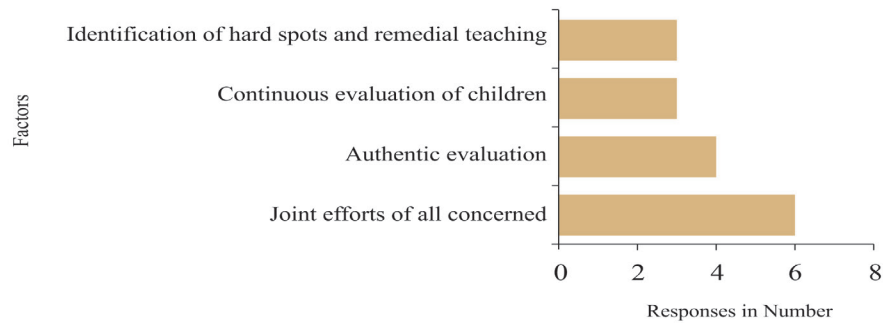 Identification of hard spots and remedial teaching
Continuous evaluation of children
Factors
Authentic evaluation
Joint efforts of all concerned
0 2 4 6 8
Responses in Number